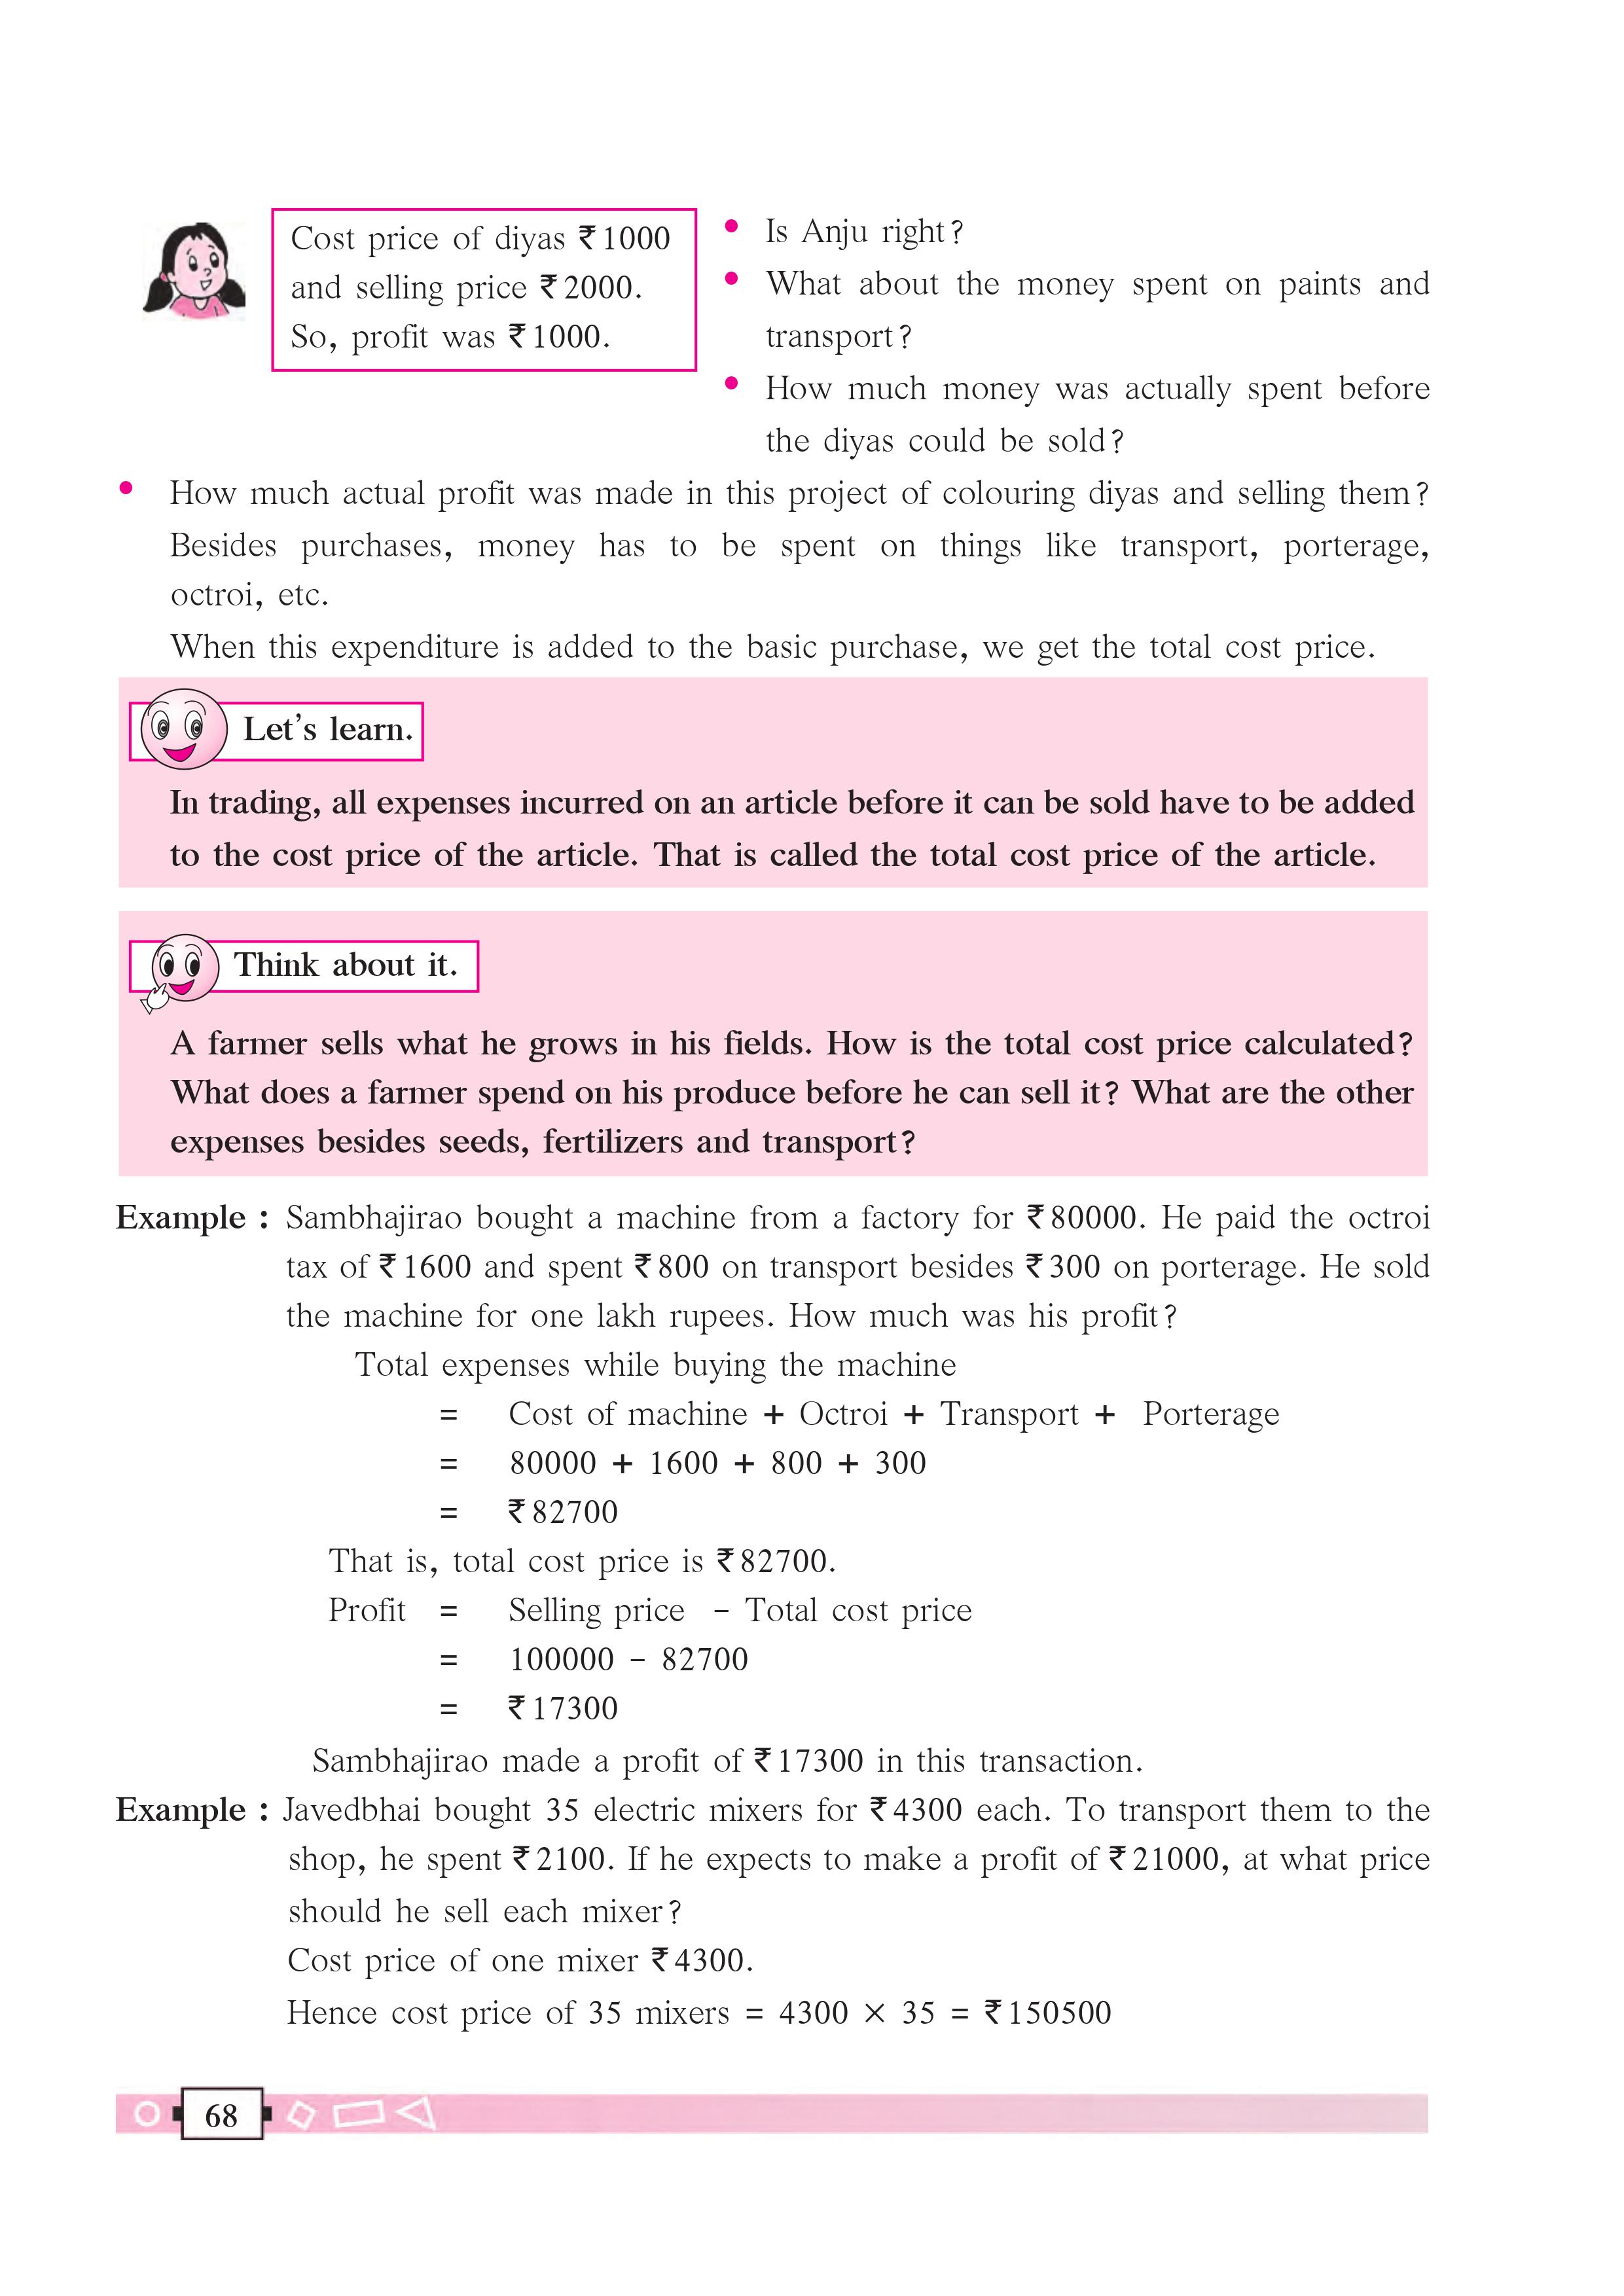 Cost price of diyas ₹ 1000
and selling price ₹ 2000.
So, profit was ₹ 1000.
• Is Anju right?
• What about the money spent on paints and
transport?
• How much money was actually spent before
the diyas could be sold?
• How much actual profit was made in this project of colouring diyas and selling them?
Besides purchases, money has to be spent on things like transport, porterage,
octroi, etc.
When this expenditure is added to the basic purchase, we get the total cost price.
Let's learn.
In trading, all expenses incurred on an article before it can be sold have to be added
to the cost price of the article. That is called the total cost price of the article.
Think about it.
A farmer sells what he grows in his fields. How is the total cost price calculated?
What does a farmer spend on his produce before he can sell it? What are the other
expenses besides seeds, fertilizers and transport?
Example : Sambhajirao bought a machine from a factory for ₹ 80000. He paid the octroi
tax of ₹ 1600 and spent ₹ 800 on transport besides ₹ 300 on porterage. He sold
the machine for one lakh rupees. How much was his profit?
Total expenses while buying the machine
= Cost of machine + Octroi + Transport + Porterage
= 80000 + 1600 + 800 + 300
= ₹ 82700
That is, total cost price is ₹ 82700.
Profit = Selling price - Total cost price
= 100000 - 82700
= ₹ 17300
Sambhajirao made a profit of ₹ 17300 in this transaction.
Example : Javedbhai bought 35 electric mixers for ₹ 4300 each. To transport them to the
shop, he spent ₹ 2100. If he expects to make a profit of ₹ 21000, at what price
should he sell each mixer?
Cost price of one mixer ₹ 4300.
Hence cost price of 35 mixers = 4300 × 35 = ₹ 150500
68